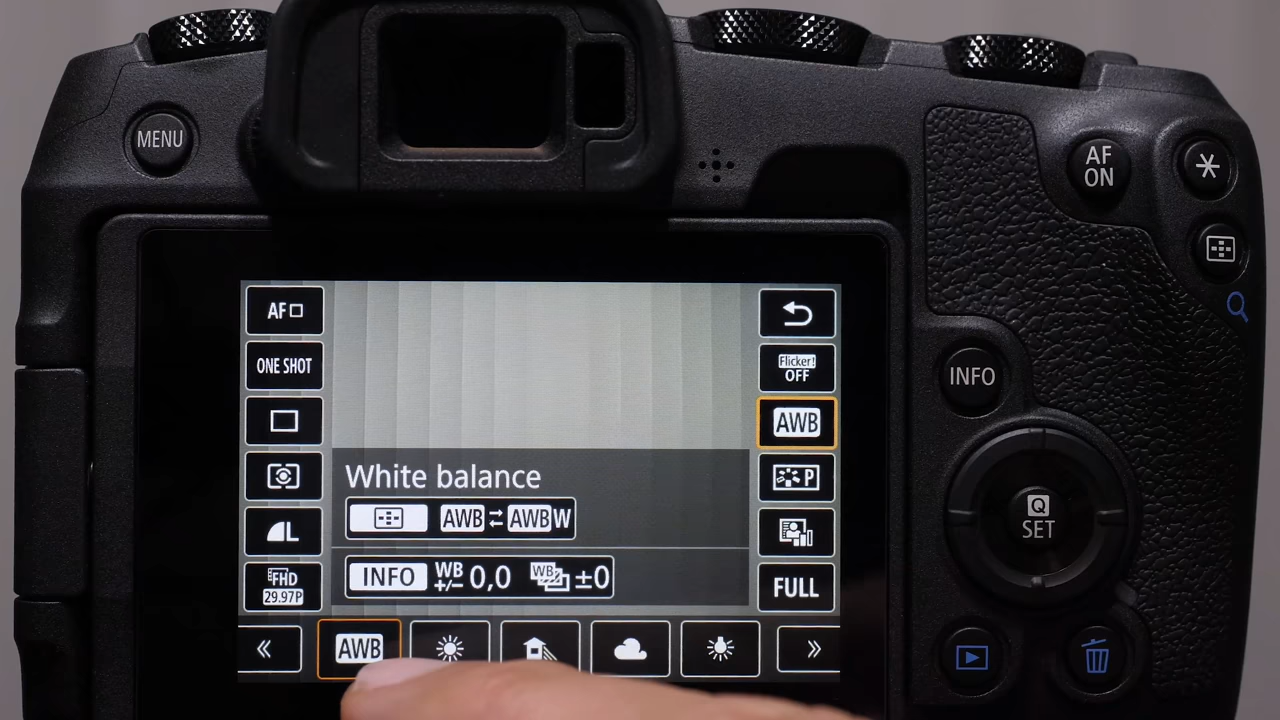 MENU
AF
ON
AF
Flicker!
OFF
ONE SHOT
INFO
AWB
P
White balance
AWB AWBW
Q
SET
L
INFO WB +/- 0,0 WB ±0
FHD
29.97P
FULL
AWB